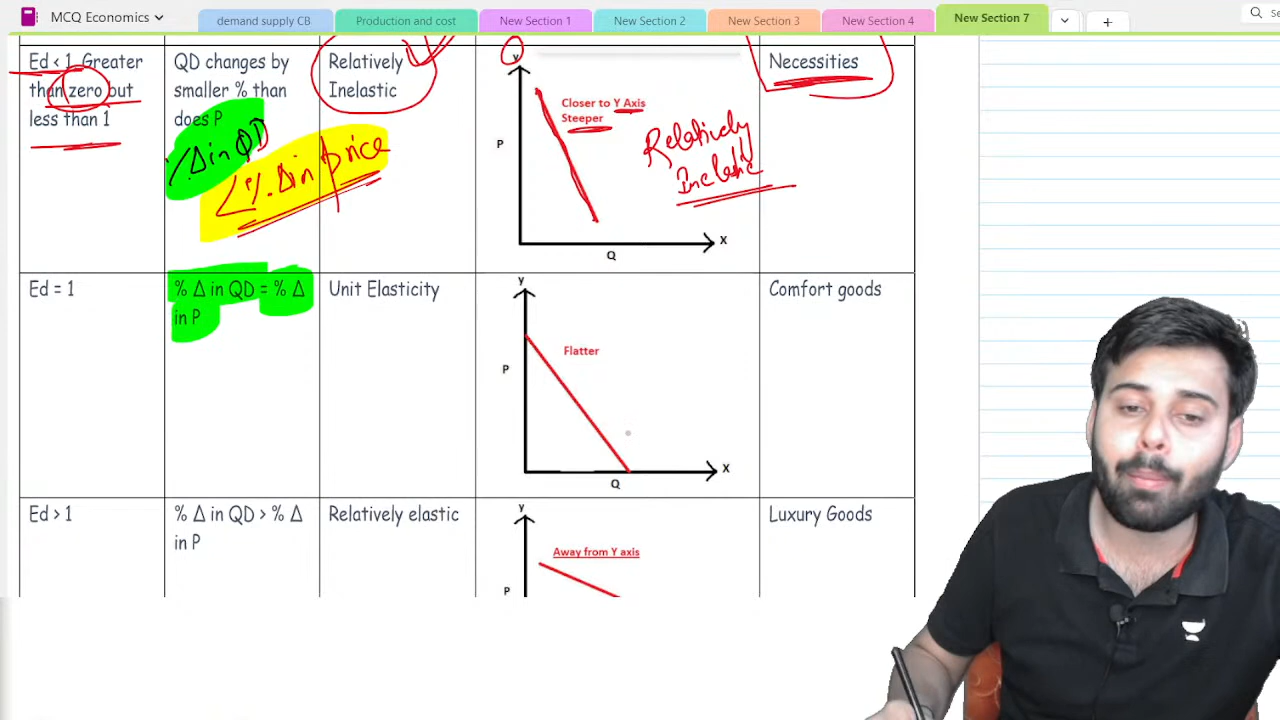 MCQ Economics
demand supply CB
Production and cost
New Section 1
New Section 2
New Section 3
New Section 4
New Section 7
Ed < 1 Greater
than zero but
less than 1
QD changes by
smaller % than
does P
% Δ in QD
< % Δ in price
Relatively
Inelastic
y
Closer to Y Axis
Steeper
P
X
Q
Relatively
Inelastic
Necessities
Ed = 1
% Δ in QD = % Δ
in P
Unit Elasticity
y
Flatter
P
X
Q
Comfort goods
Ed > 1
% Δ in QD > % Δ
in P
Relatively elastic
y
Away from Y axis
P
Luxury Goods